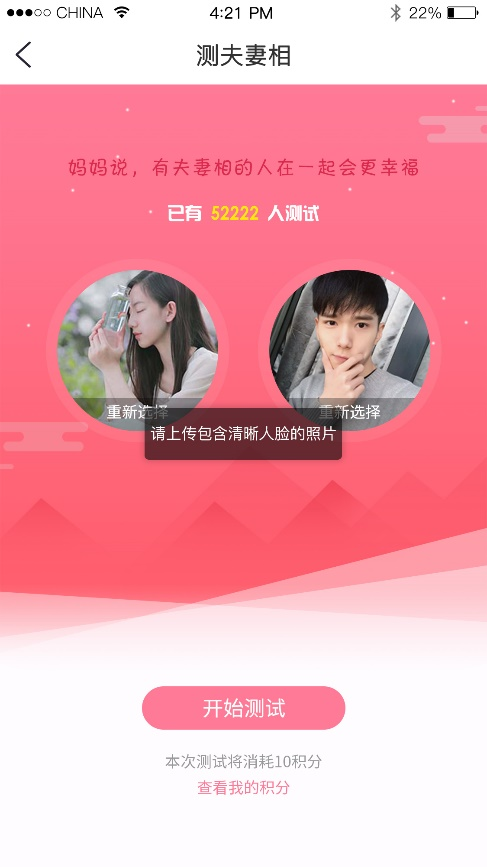 CHINA 4:21 PM 22%
测夫妻相
妈妈说，有夫妻相的人在一起会更幸福
已有 52222 人测试
重新选择 重新选择
请上传包含清晰人脸的照片
开始测试
本次测试将消耗10积分
查看我的积分